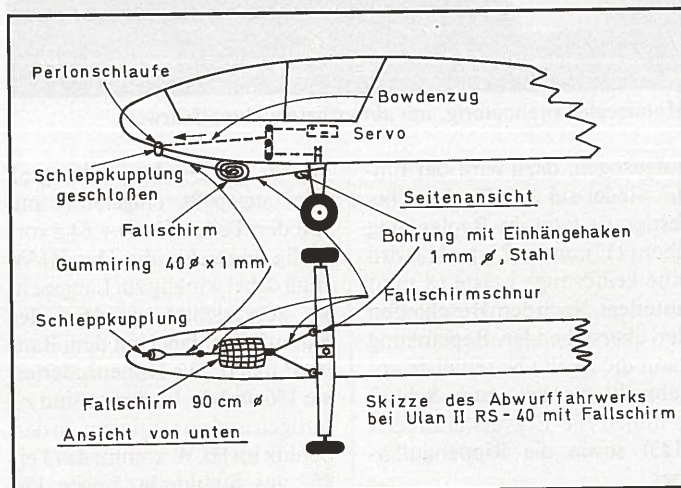 Perlonschlaufe
Bowdenzug
Servo
Schleppkupplung
geschloßen
Seitenansicht
Fallschirm
Bohrung mit Einhängehaken
1 mm ø, Stahl
Gummiring 40 ø x 1 mm
Fallschirmschnur
Schleppkupplung
Fallschirm 90 cm ø
Ansicht von unten
Skizze des Abwurffahrwerks
bei Ulan II RS-40 mit Fallschirm